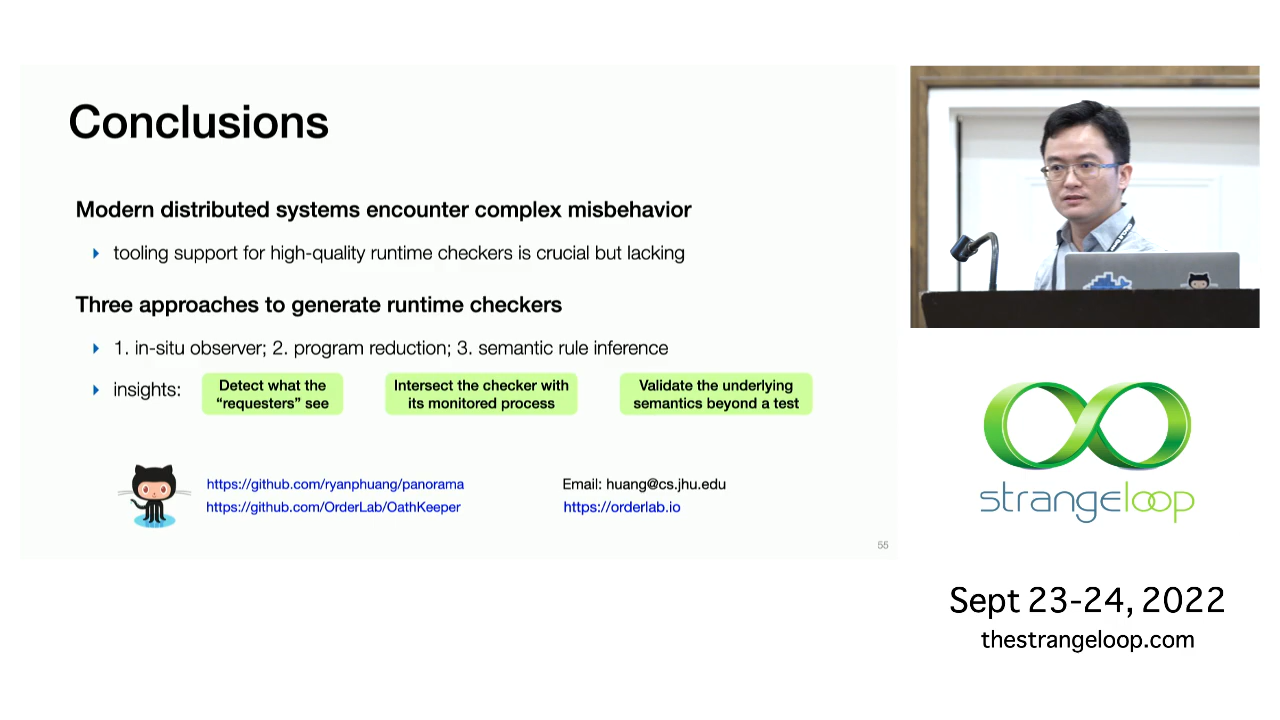 Conclusions
Modern distributed systems encounter complex misbehavior
tooling support for high-quality runtime checkers is crucial but lacking
Three approaches to generate runtime checkers
1. in-situ observer; 2. program reduction; 3. semantic rule inference
insights:
Detect what the
“requesters” see
Intersect the checker with
its monitored process
Validate the underlying
semantics beyond a test
https://github.com/ryanphuang/panorama
https://github.com/OrderLab/OathKeeper
Email: huang@cs.jhu.edu
https://orderlab.io
55
strangeloop
Sept 23-24, 2022
thestrangeloop.com